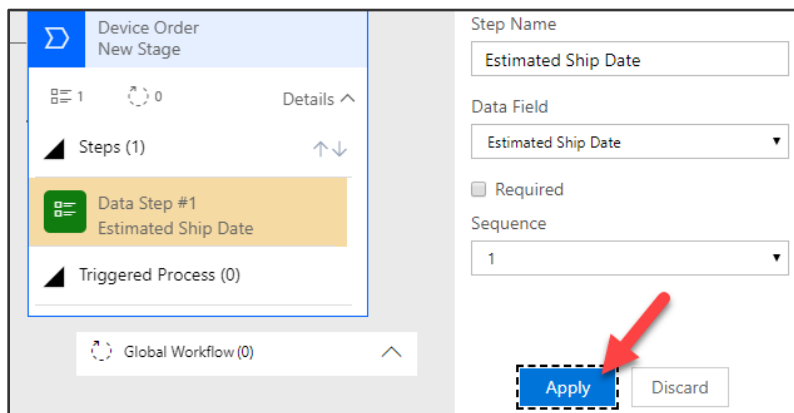 Device Order
New Stage
1
0
Details
Steps (1)
Data Step #1
Estimated Ship Date
Triggered Process (0)
Global Workflow (0)
Step Name
Estimated Ship Date
Data Field
Estimated Ship Date
Required
Sequence
1
Apply
Discard